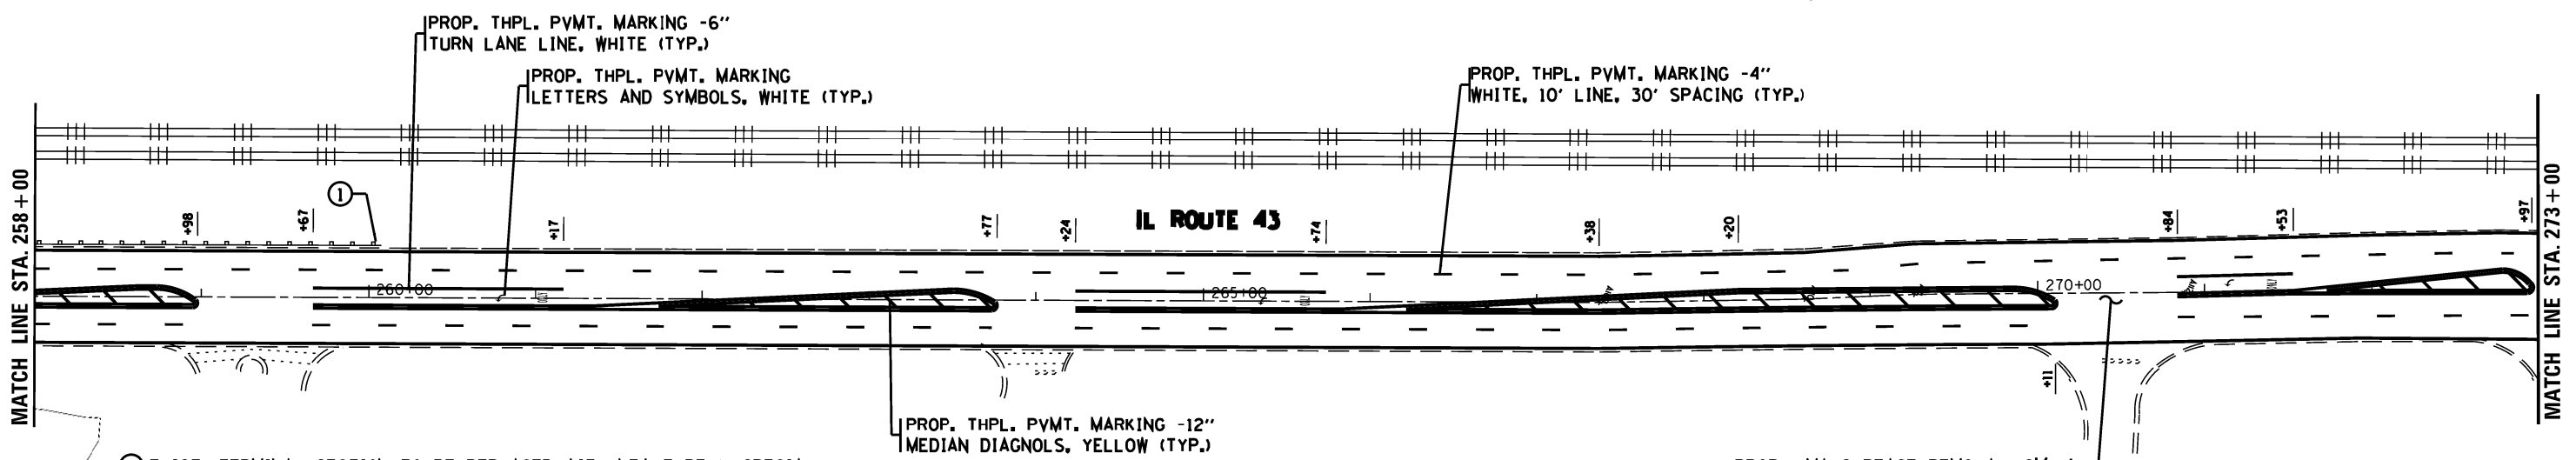 PROP. THPL. PVMT. MARKING -6"
TURN LANE LINE, WHITE (TYP.)
PROP. THPL. PVMT. MARKING
LETTERS AND SYMBOLS, WHITE (TYP.)
PROP. THPL. PVMT. MARKING -4"
WHITE, 10' LINE, 30' SPACING (TYP.)
MATCH LINE STA. 258+00
1
+98
+67
+17
+77
+24
IL ROUTE 43
+74
+38
+20
+84
+53
+97
MATCH LINE STA. 273+00
260+00
265+00
270+00
+11
PROP. THPL. PVMT. MARKING -12"
MEDIAN DIAGNOLS, YELLOW (TYP.)